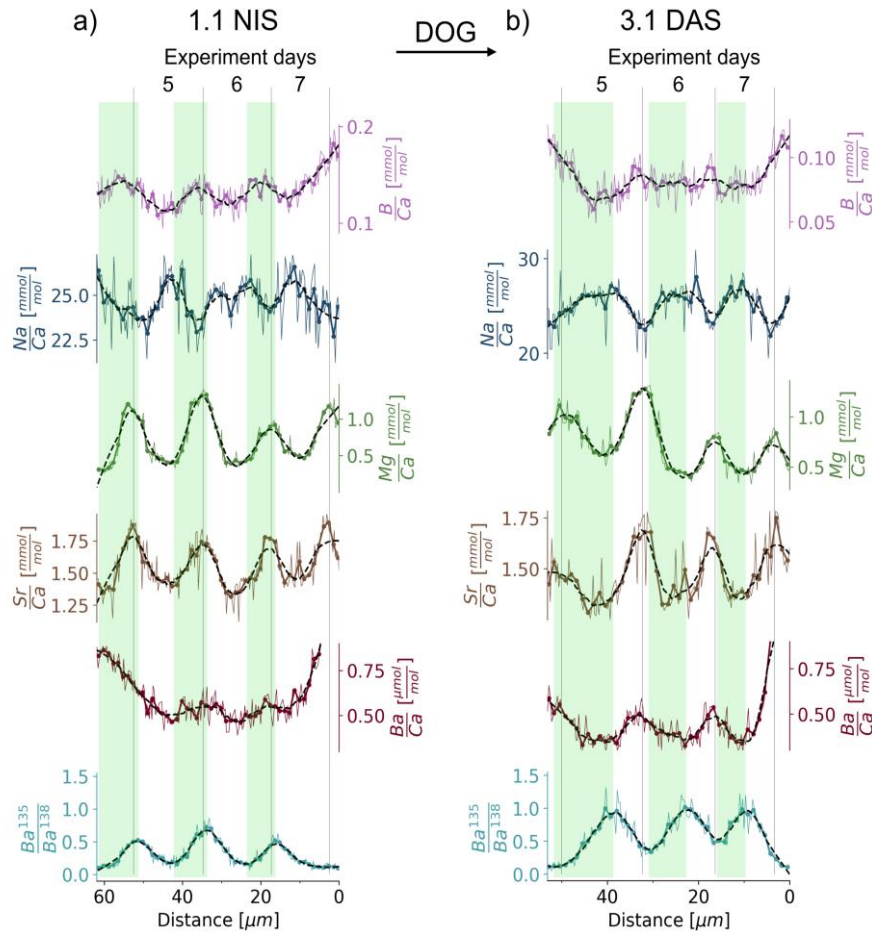 a) 1.1 NIS DOG b) 3.1 DAS
Experiment days Experiment days
5 6 7 5 6 7
0.2
0.1
B/Ca [mmol/mol]
0.10
0.05
B/Ca [mmol/mol]
25.0
22.5
Na/Ca [mmol/mol]
30
20
Na/Ca [mmol/mol]
1.0
0.5
Mg/Ca [mmol/mol]
1.0
0.5
Mg/Ca [mmol/mol]
1.75
1.50
1.25
Sr/Ca [mmol/mol]
1.75
1.50
Sr/Ca [mmol/mol]
0.75
0.50
Ba/Ca [μmol/mol]
0.75
0.50
Ba/Ca [μmol/mol]
1.5
1.0
0.5
0.0
Ba¹³⁵/Ba¹³⁸
1.5
1.0
0.5
0.0
Ba¹³⁵/Ba¹³⁸
60 40 20 0 40 20 0
Distance [μm] Distance [μm]